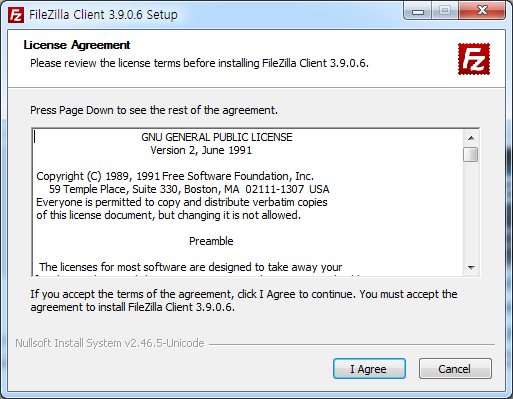 FileZilla Client 3.9.0.6 Setup
License Agreement
Please review the license terms before installing FileZilla Client 3.9.0.6.
Fz
Press Page Down to see the rest of the agreement.
GNU GENERAL PUBLIC LICENSE
Version 2, June 1991
Copyright (C) 1989, 1991 Free Software Foundation, Inc.
59 Temple Place, Suite 330, Boston, MA  02111-1307  USA
Everyone is permitted to copy and distribute verbatim copies
of this license document, but changing it is not allowed.
Preamble
The licenses for most software are designed to take away your
If you accept the terms of the agreement, click I Agree to continue. You must accept the
agreement to install FileZilla Client 3.9.0.6.
Nullsoft Install System v2.46.5-Unicode
I Agree
Cancel